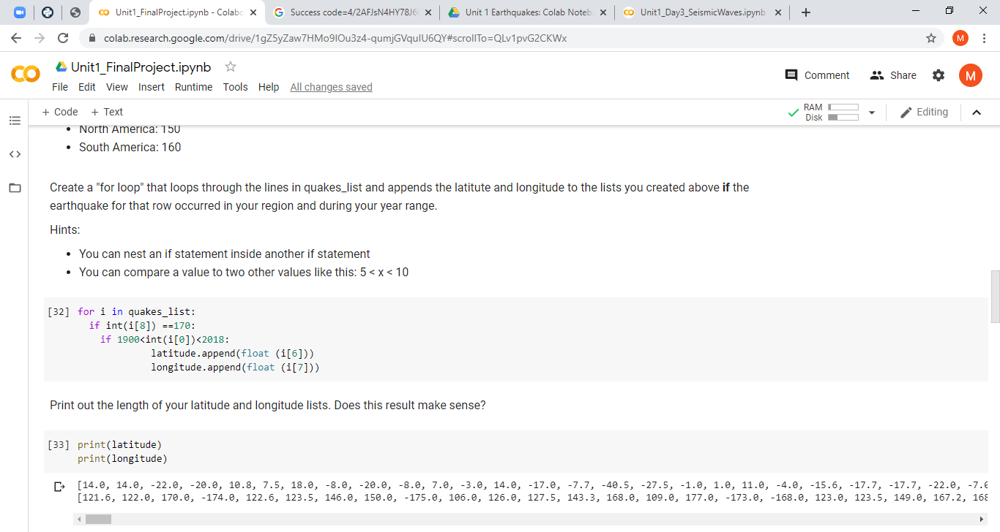 Unit1_FinalProject.ipynb - Colabo
Success code=4/2AFJsN4HY78J6
Unit 1 Earthquakes: Colab Noteb
Unit1_Day3_SeismicWaves.ipynb
colab.research.google.com/drive/1gZ5yZaw7HMo9IOu3z4-qumjGVquIU6QY#scrollTo=QLv1pvG2CKWx
M
Unit1_FinalProject.ipynb
File Edit View Insert Runtime Tools Help All changes saved
Comment Share M
+ Code + Text
RAM
Disk
Editing
• North America: 150
• South America: 160
Create a "for loop" that loops through the lines in quakes_list and appends the latitute and longitude to the lists you created above if the
earthquake for that row occurred in your region and during your year range.
Hints:
• You can nest an if statement inside another if statement
• You can compare a value to two other values like this: 5 < x < 10
[32] for i in quakes_list:
if int(i[8]) ==170:
if 1900<int(i[0])<2018:
latitude.append(float (i[6]))
longitude.append(float (i[7]))
Print out the length of your latitude and longitude lists. Does this result make sense?
[33] print(latitude)
print(longitude)
[14.0, 14.0, -22.0, -20.0, 10.8, 7.5, 18.0, -8.0, -20.0, -8.0, 7.0, -3.0, 14.0, -17.0, -7.7, -40.5, -27.5, -1.0, 1.0, 11.0, -4.0, -15.6, -17.7, -17.7, -22.0, -7.0
[121.6, 122.0, 170.0, -174.0, 122.6, 123.5, 146.0, 150.0, -175.0, 106.0, 126.0, 127.5, 143.3, 168.0, 109.0, 177.0, -173.0, -168.0, 123.0, 123.5, 149.0, 167.2, 168